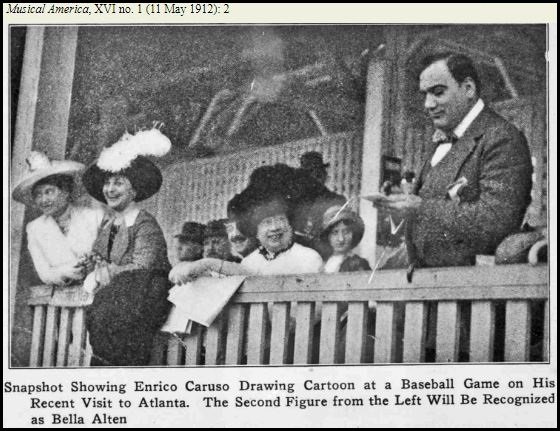 Musical America, XVI no. 1 (11 May 1912): 2
Snapshot Showing Enrico Caruso Drawing Cartoon at a Baseball Game on His
Recent Visit to Atlanta. The Second Figure from the Left Will Be Recognized
as Bella Alten